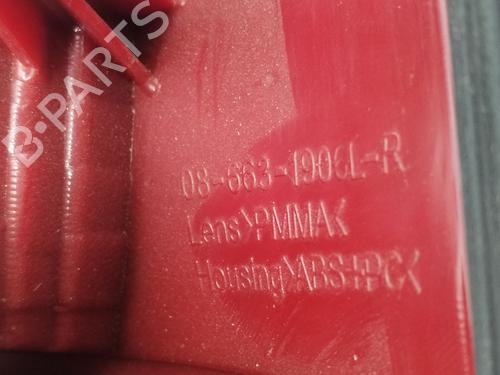 B-PARTS
08-663-1906L-R
Lens>PMMA<
Housing>ABS+PC<